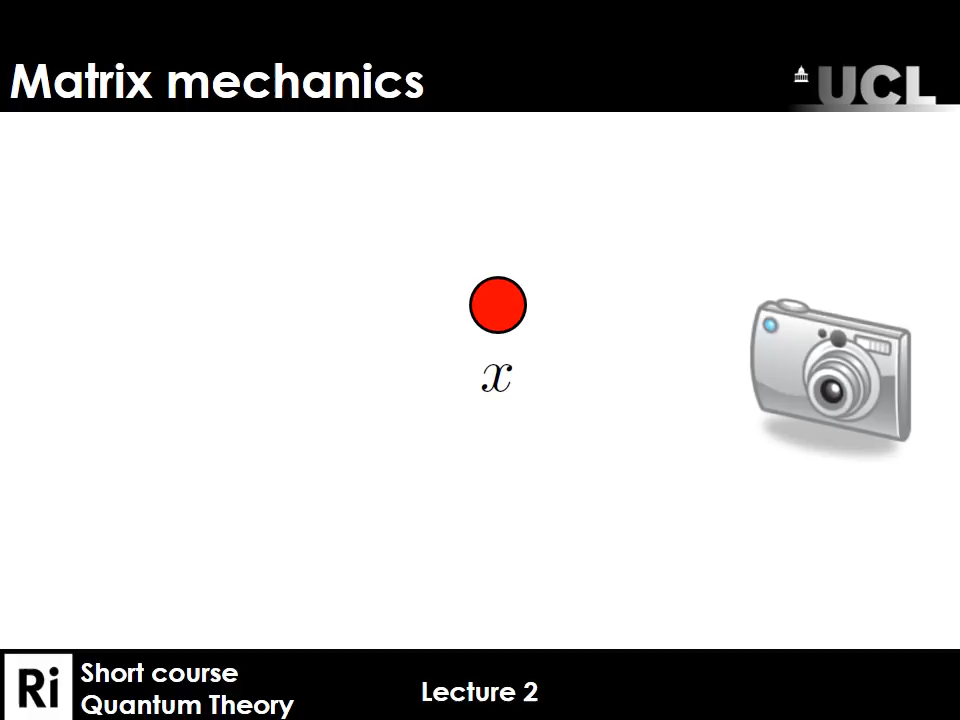 Matrix mechanics
UCL
x
Ri
Short course
Quantum Theory
Lecture 2